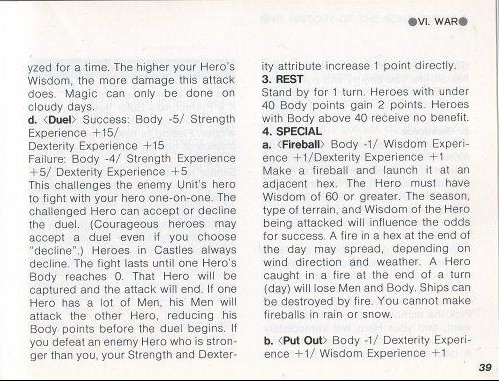 ●VI. WAR●
yzed for a time. The higher your Hero's
Wisdom, the more damage this attack
does. Magic can only be done on
cloudy days.
d. ‹Duel› Success: Body -5/ Strength
Experience +15/
Dexterity Experience +15
Failure: Body -4/ Strength Experience
+5/ Dexterity Experience +5
This challenges the enemy Unit's hero
to fight with your hero one-on-one. The
challenged Hero can accept or decline
the duel. (Courageous heroes may
accept a duel even if you choose
"decline".) Heroes in Castles always
decline. The fight lasts until one Hero's
Body reaches 0. That Hero will be
captured and the attack will end. If one
Hero has a lot of Men, his Men will
attack the other Hero, reducing his
Body points before the duel begins. If
you defeat an enemy Hero who is stron-
ger than you, your Strength and Dexter-
ity attribute increase 1 point directly.
3. REST
Stand by for 1 turn. Heroes with under
40 Body points gain 2 points. Heroes
with Body above 40 receive no benefit.
4. SPECIAL
a. ‹Fireball› Body -1/ Wisdom Experi-
ence +1/Dexterity Experience +1
Make a fireball and launch it at an
adjacent hex. The Hero must have
Wisdom of 60 or greater. The season,
type of terrain, and Wisdom of the Hero
being attacked will influence the odds
for success. A fire in a hex at the end of
the day may spread, depending on
wind direction and weather. A Hero
caught in a fire at the end of a turn
(day) will lose Men and Body. Ships can
be destroyed by fire. You cannot make
fireballs in rain or snow.
b. ‹Put Out› Body -1/ Dexterity Experi-
ence +1/ Wisdom Experience +1
39